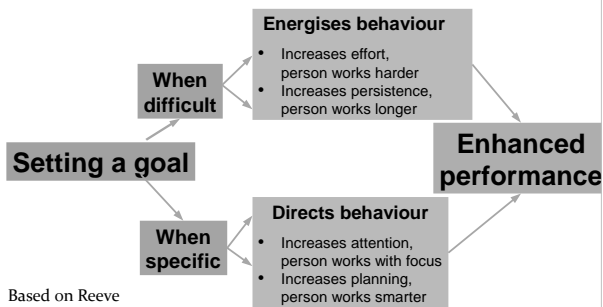 Energises behaviour
• Increases effort,
person works harder
• Increases persistence,
person works longer
When
difficult
Setting a goal
Enhanced
performance
When
specific
Directs behaviour
• Increases attention,
person works with focus
• Increases planning,
person works smarter
Based on Reeve